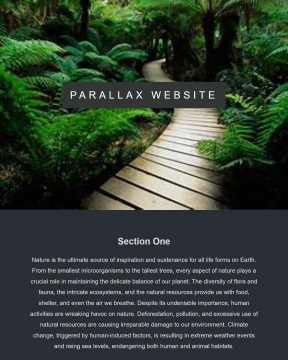 PARALLAX WEBSITE
Section One
Nature is the ultimate source of inspiration and sustenance for all life forms on Earth.
From the smallest microorganisms to the tallest trees, every aspect of nature plays a
crucial role in maintaining the delicate balance of our planet. The diversity of flora and
fauna, the intricate ecosystems, and the natural resources provide us with food,
shelter, and even the air we breathe. Despite its undeniable importance, human
activities are wreaking havoc on nature. Deforestation, pollution, and excessive use of
natural resources are causing irreparable damage to our environment. Climate
change, triggered by human-induced factors, is resulting in extreme weather events
and rising sea levels, endangering both human and animal habitats.